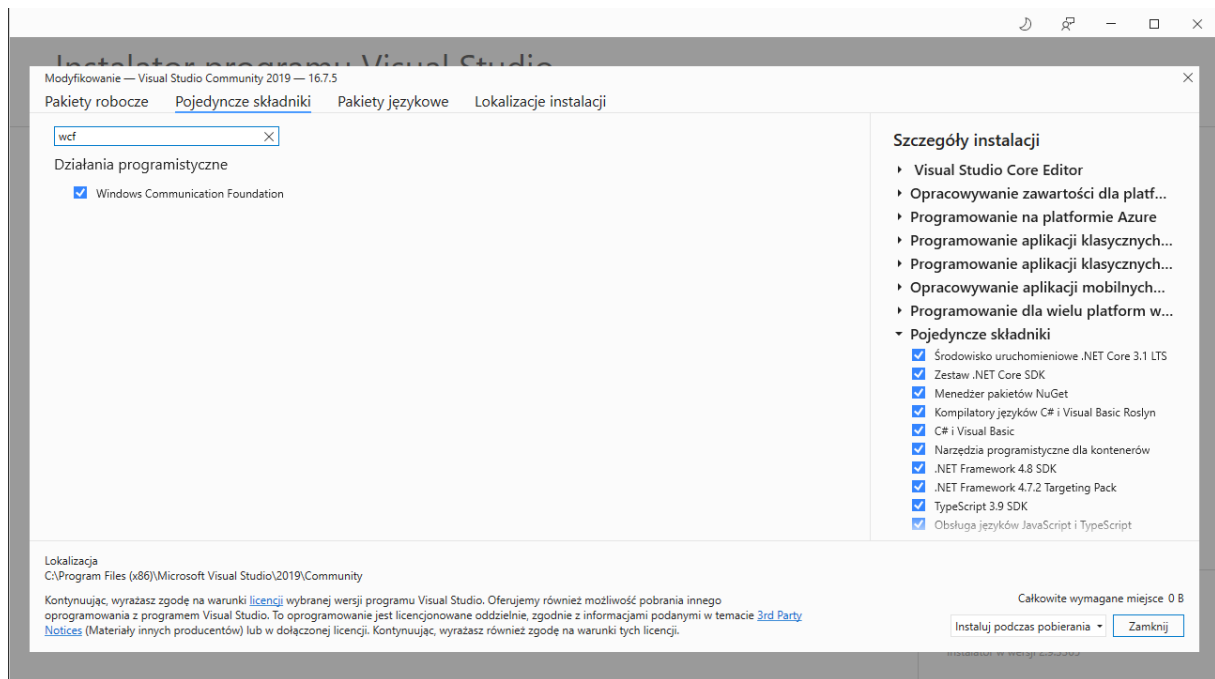 Instalator programu Visual Studio
Modyfikowanie — Visual Studio Community 2019 — 16.7.5
Pakiety robocze Pojedyncze składniki Pakiety językowe Lokalizacje instalacji
wcf
Działania programistyczne
Windows Communication Foundation
Szczegóły instalacji
Visual Studio Core Editor
Opracowywanie zawartości dla platf...
Programowanie na platformie Azure
Programowanie aplikacji klasycznych...
Programowanie aplikacji klasycznych...
Opracowywanie aplikacji mobilnych...
Programowanie dla wielu platform w...
Pojedyncze składniki
Środowisko uruchomieniowe .NET Core 3.1 LTS
Zestaw .NET Core SDK
Menedżer pakietów NuGet
Kompilatory języków C# i Visual Basic Roslyn
C# i Visual Basic
Narzędzia programistyczne dla kontenerów
.NET Framework 4.8 SDK
.NET Framework 4.7.2 Targeting Pack
TypeScript 3.9 SDK
Obsługa języków JavaScript i TypeScript
Lokalizacja
C:\Program Files (x86)\Microsoft Visual Studio\2019\Community
Kontynuując, wyrażasz zgodę na warunki licencji wybranej wersji programu Visual Studio. Oferujemy również możliwość pobrania innego
oprogramowania z programem Visual Studio. To oprogramowanie jest licencjonowane oddzielnie, zgodnie z informacjami podanymi w temacie 3rd Party
Notices (Materiały innych producentów) lub w dołączonej licencji. Kontynuując, wyrażasz również zgodę na warunki tych licencji.
Całkowite wymagane miejsce 0 B
Instaluj podczas pobierania Zamknij